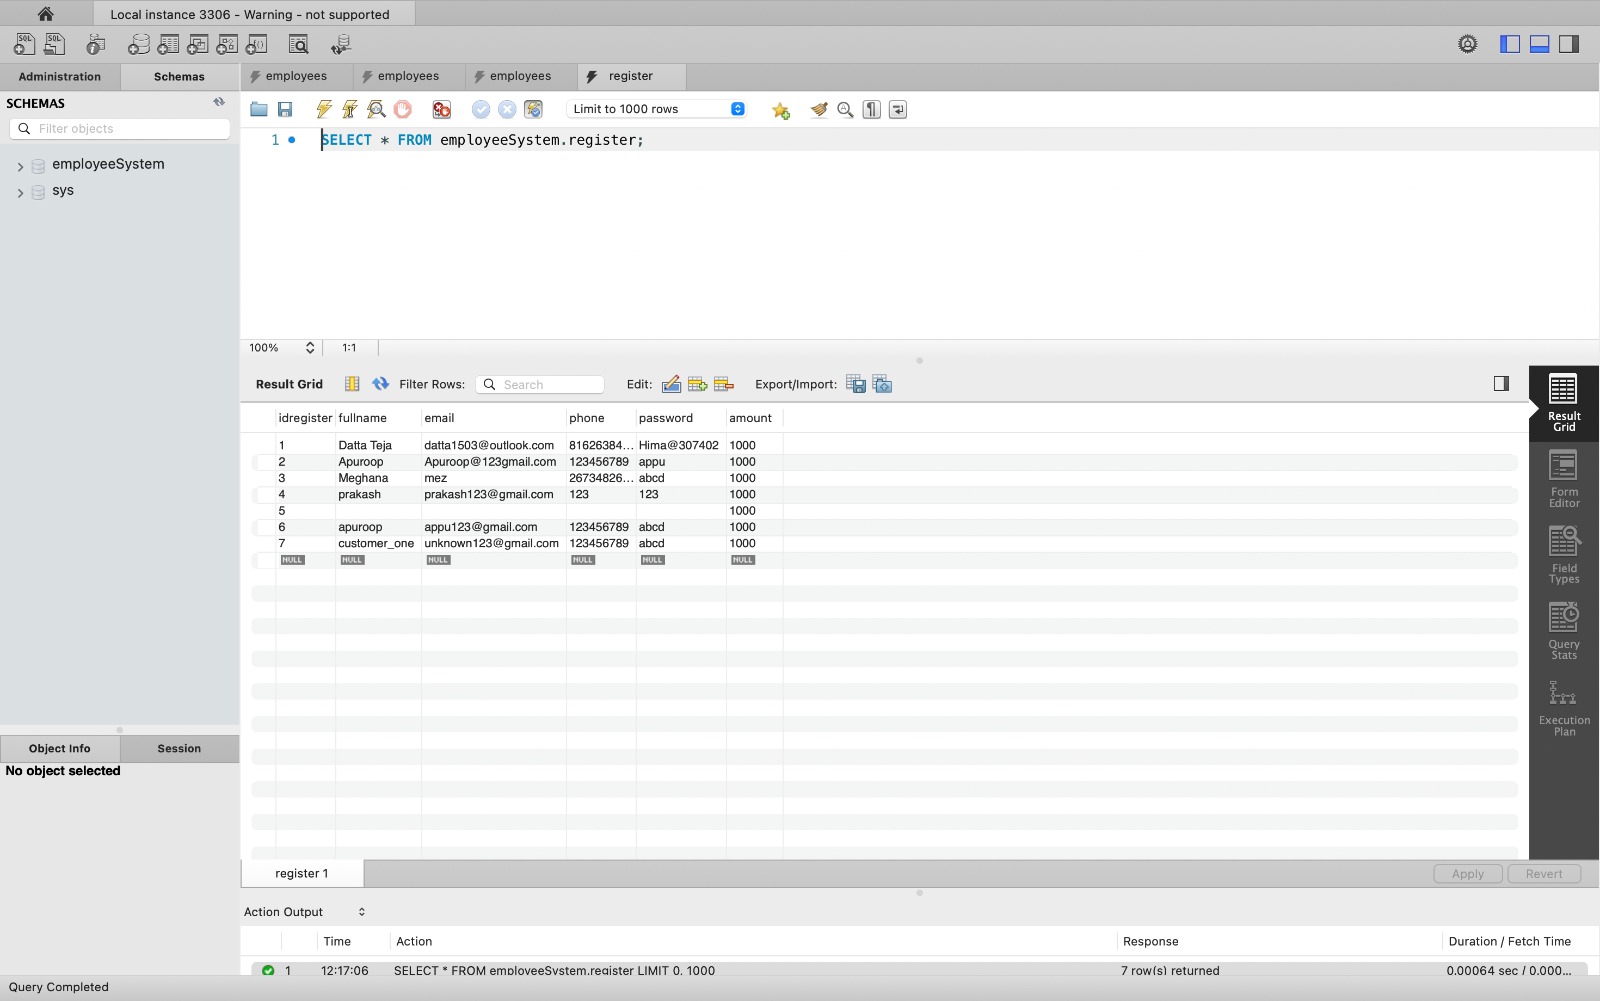 Local instance 3306 - Warning - not supported
SQL SQL
Administration Schemas employees employees employees register
SCHEMAS
Filter objects
Limit to 1000 rows
1 SELECT * FROM employeeSystem.register;
employeeSystem
sys
100% 1:1
Result Grid Filter Rows: Search Edit: Export/Import:
idregister fullname email phone password amount
1 Datta Teja datta1503@outlook.com 81626384... Hima@307402 1000
2 Apuroop Apuroop@123gmail.com 123456789 appu 1000
3 Meghana mez 26734826... abcd 1000
4 prakash prakash123@gmail.com 123 123 1000
5 1000
6 apuroop appu123@gmail.com 123456789 abcd 1000
7 customer_one unknown123@gmail.com 123456789 abcd 1000
NULL NULL NULL NULL NULL NULL
Result
Grid
Form
Editor
Field
Types
Query
Stats
Execution
Plan
Object Info Session
No object selected
register 1 Apply Revert
Action Output
Time Action Response Duration / Fetch Time
1 12:17:06 SELECT * FROM employeeSystem.register LIMIT 0, 1000 7 row(s) returned 0.00064 sec / 0.000...
Query Completed